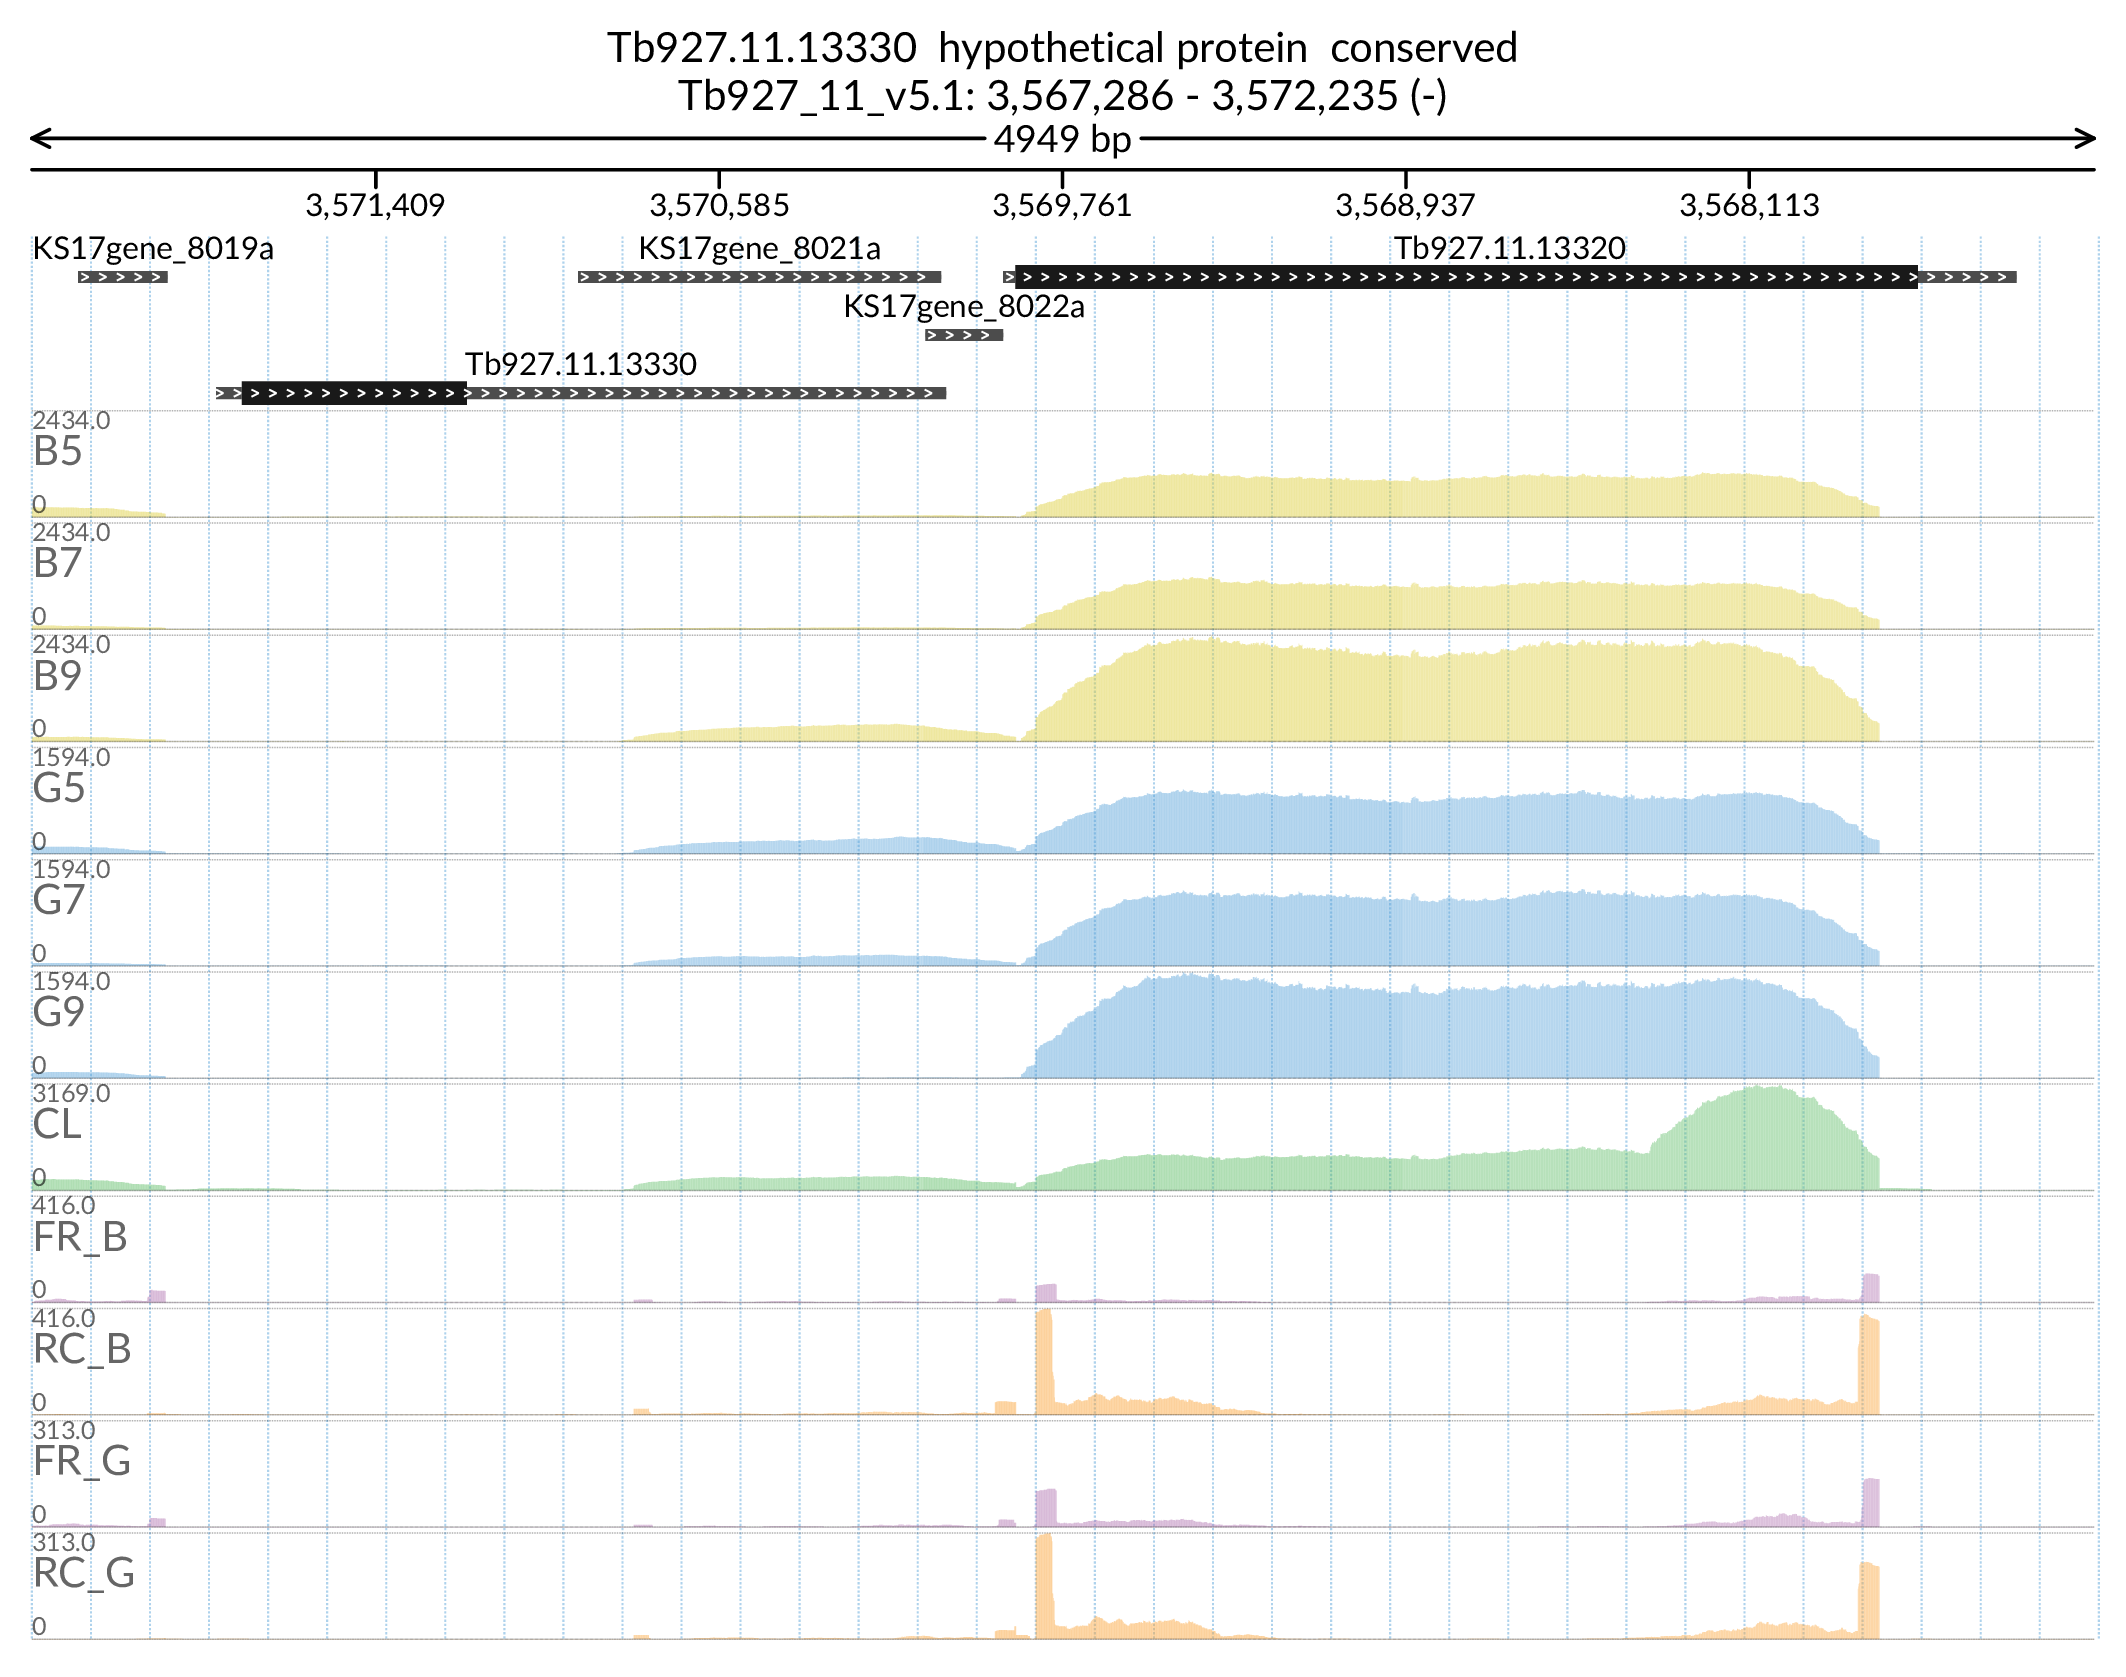 Tb927.11.13330  hypothetical protein  conserved
Tb927_11_v5.1: 3,567,286 - 3,572,235 (-)
4949 bp
3,571,409 3,570,585 3,569,761 3,568,937 3,568,113
KS17gene_8019a KS17gene_8021a Tb927.11.13320
KS17gene_8022a
Tb927.11.13330
2434.0
B5
0
2434.0
B7
0
2434.0
B9
0
1594.0
G5
0
1594.0
G7
0
1594.0
G9
0
3169.0
CL
0
416.0
FR_B
0
416.0
RC_B
0
313.0
FR_G
0
313.0
RC_G
0